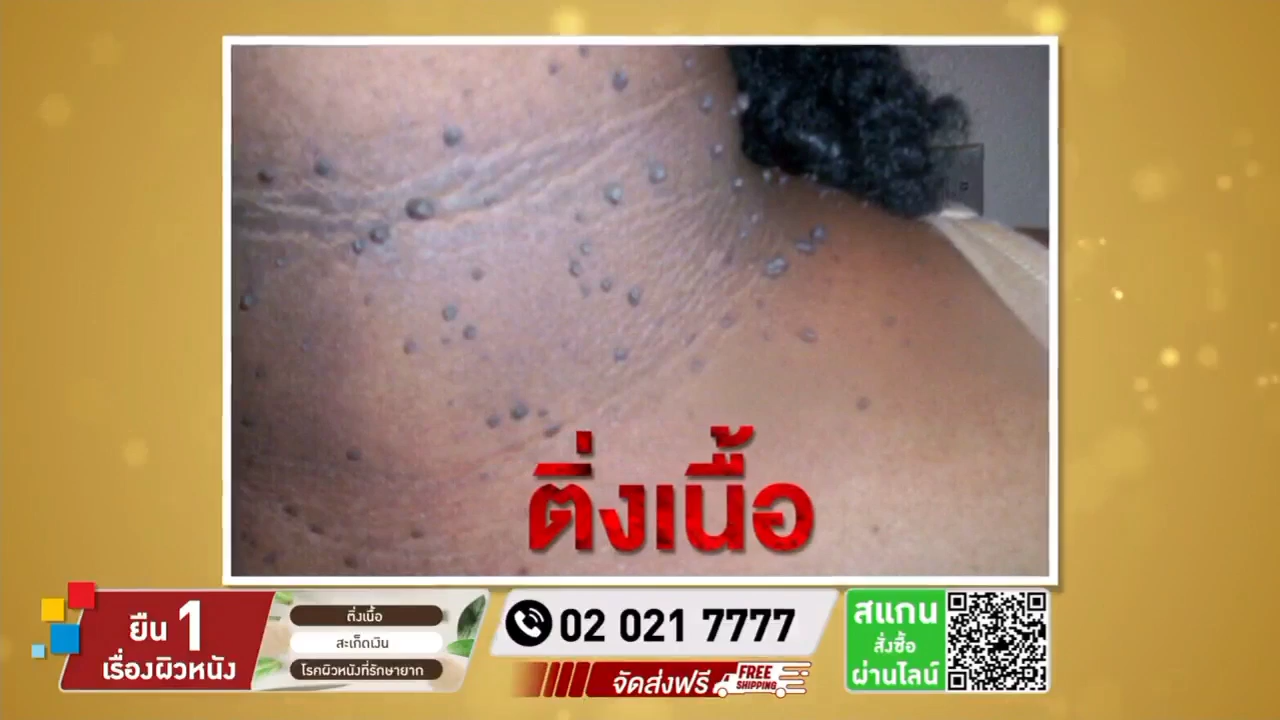 ติ่งเนื้อ
ยืน 1
เรื่องผิวหนัง
ติ่งเนื้อ
สะเก็ดเงิน
โรคผิวหนังที่รักษายาก
02 021 7777
จัดส่งฟรี
FREE
SHIPPING
สแกน
สั่งซื้อ
ผ่านไลน์